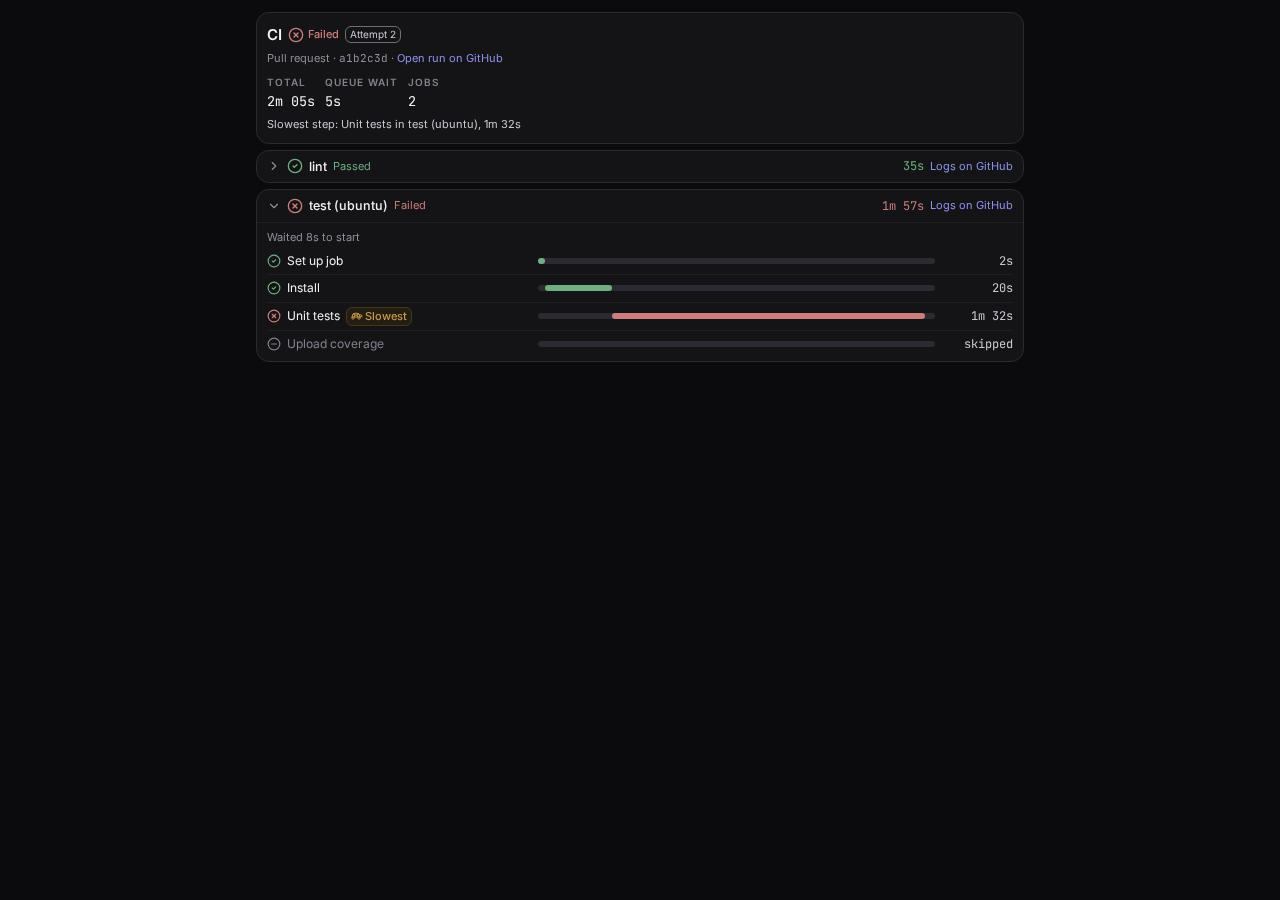 CI Failed Attempt 2
Pull request · a1b2c3d · Open run on GitHub
TOTAL QUEUE WAIT JOBS
2m 05s 5s 2
Slowest step: Unit tests in test (ubuntu), 1m 32s
lint Passed 35s Logs on GitHub
test (ubuntu) Failed 1m 57s Logs on GitHub
Waited 8s to start
Set up job 2s
Install 20s
Unit tests Slowest 1m 32s
Upload coverage skipped